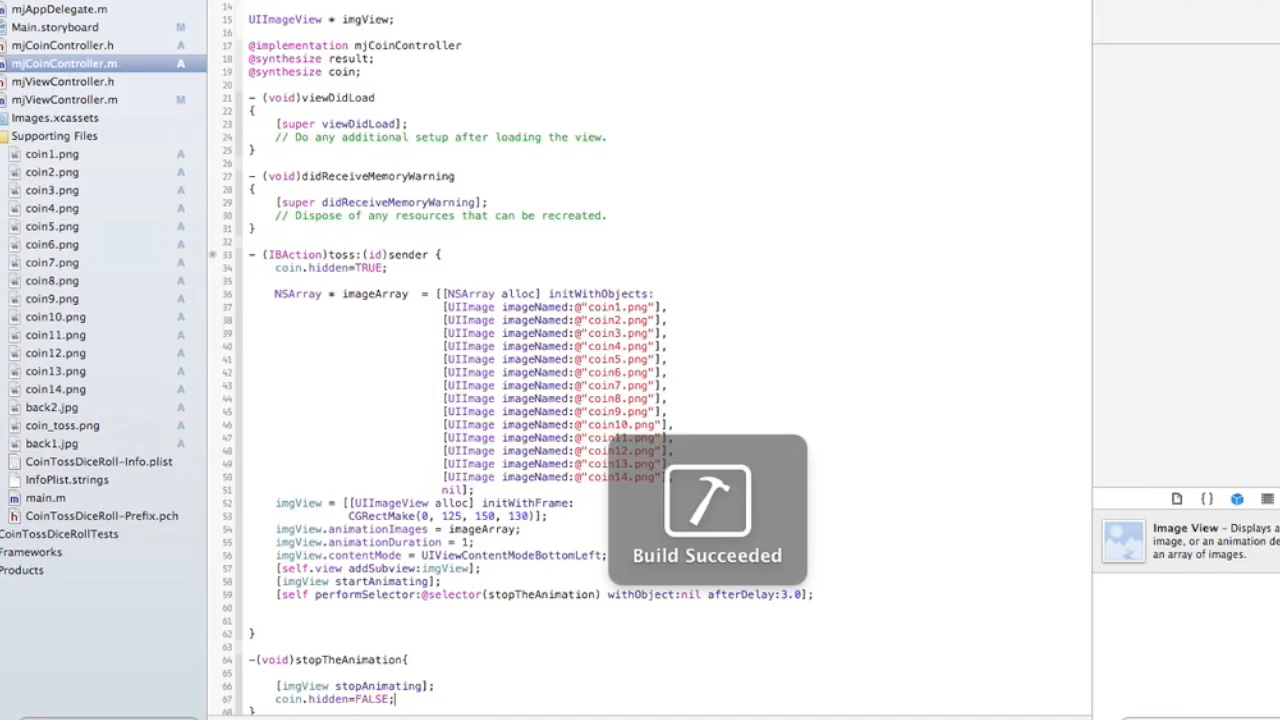 mjAppDelegate.m
Main.storyboard M
mjCoinController.h A
mjCoinController.m A
mjViewController.h
mjViewController.m M
Images.xcassets
Supporting Files
coin1.png A
coin2.png A
coin3.png A
coin4.png A
coin5.png A
coin6.png A
coin7.png A
coin8.png A
coin9.png A
coin10.png A
coin11.png A
coin12.png A
coin13.png A
coin14.png A
back2.jpg A
coin_toss.png A
back1.jpg A
CoinTossDiceRoll-Info.plist
InfoPlist.strings
main.m
CoinTossDiceRoll-Prefix.pch
CoinTossDiceRollTests
Frameworks
Products
14
15 UIImageView * imgView;
16
17 @implementation mjCoinController
18 @synthesize result;
19 @synthesize coin;
20
21 - (void)viewDidLoad
22 {
23 [super viewDidLoad];
24 // Do any additional setup after loading the view.
25 }
26
27 - (void)didReceiveMemoryWarning
28 {
29 [super didReceiveMemoryWarning];
30 // Dispose of any resources that can be recreated.
31 }
32
33 - (IBAction)toss:(id)sender {
34 coin.hidden=TRUE;
35
36 NSArray * imageArray = [[NSArray alloc] initWithObjects:
37 [UIImage imageNamed:@"coin1.png"],
38 [UIImage imageNamed:@"coin2.png"],
39 [UIImage imageNamed:@"coin3.png"],
40 [UIImage imageNamed:@"coin4.png"],
41 [UIImage imageNamed:@"coin5.png"],
42 [UIImage imageNamed:@"coin6.png"],
43 [UIImage imageNamed:@"coin7.png"],
44 [UIImage imageNamed:@"coin8.png"],
45 [UIImage imageNamed:@"coin9.png"],
46 [UIImage imageNamed:@"coin10.png"],
47 [UIImage imageNamed:@"coin11.png"],
48 [UIImage imageNamed:@"coin12.png"],
49 [UIImage imageNamed:@"coin13.png"],
50 [UIImage imageNamed:@"coin14.png"],
51 nil];
52 imgView = [[UIImageView alloc] initWithFrame:
53 CGRectMake(0, 125, 150, 130)];
54 imgView.animationImages = imageArray;
55 imgView.animationDuration = 1;
56 imgView.contentMode = UIViewContentModeBottomLeft;
57 [self.view addSubview:imgView];
58 [imgView startAnimating];
59 [self performSelector:@selector(stopTheAnimation) withObject:nil afterDelay:3.0];
60
61
62 }
63
64 -(void)stopTheAnimation{
65
66 [imgView stopAnimating];
67 coin.hidden=FALSE;
68 }
Build Succeeded
{ }
Image View - Displays a
image, or an animation de
an array of images.